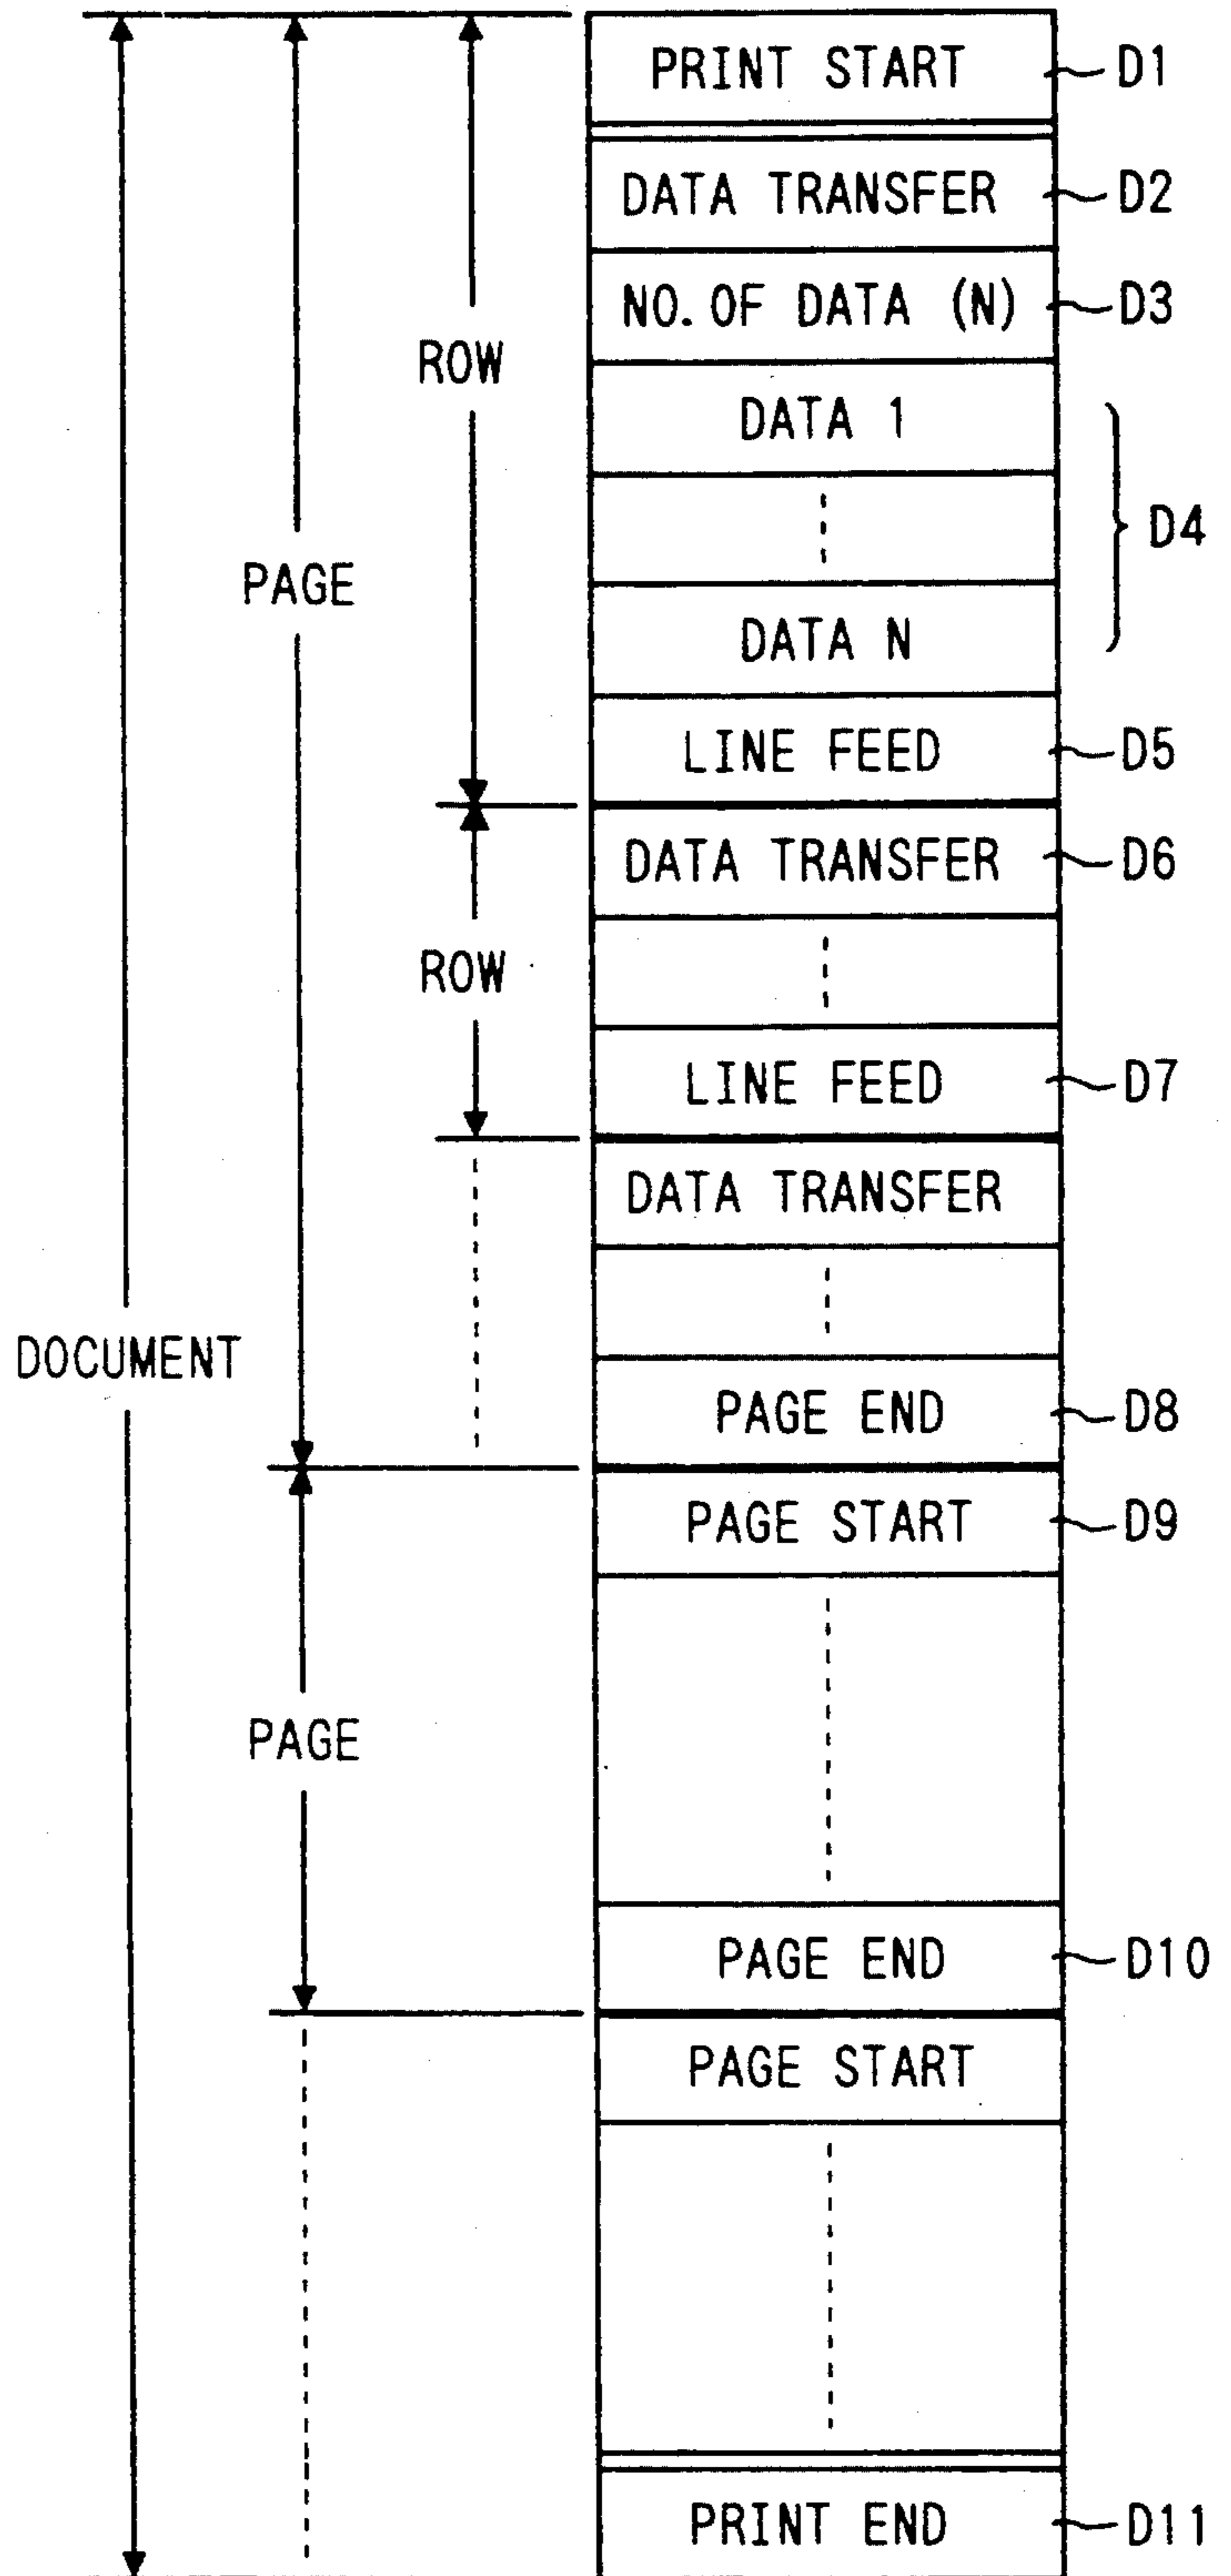 PRINT START D1
DATA TRANSFER D2
NO. OF DATA (N) D3
ROW
DATA 1
D4
PAGE
DATA N
LINE FEED D5
DATA TRANSFER D6
ROW
LINE FEED D7
DATA TRANSFER
DOCUMENT
PAGE END D8
PAGE START D9
PAGE
PAGE END D10
PAGE START
PRINT END D11